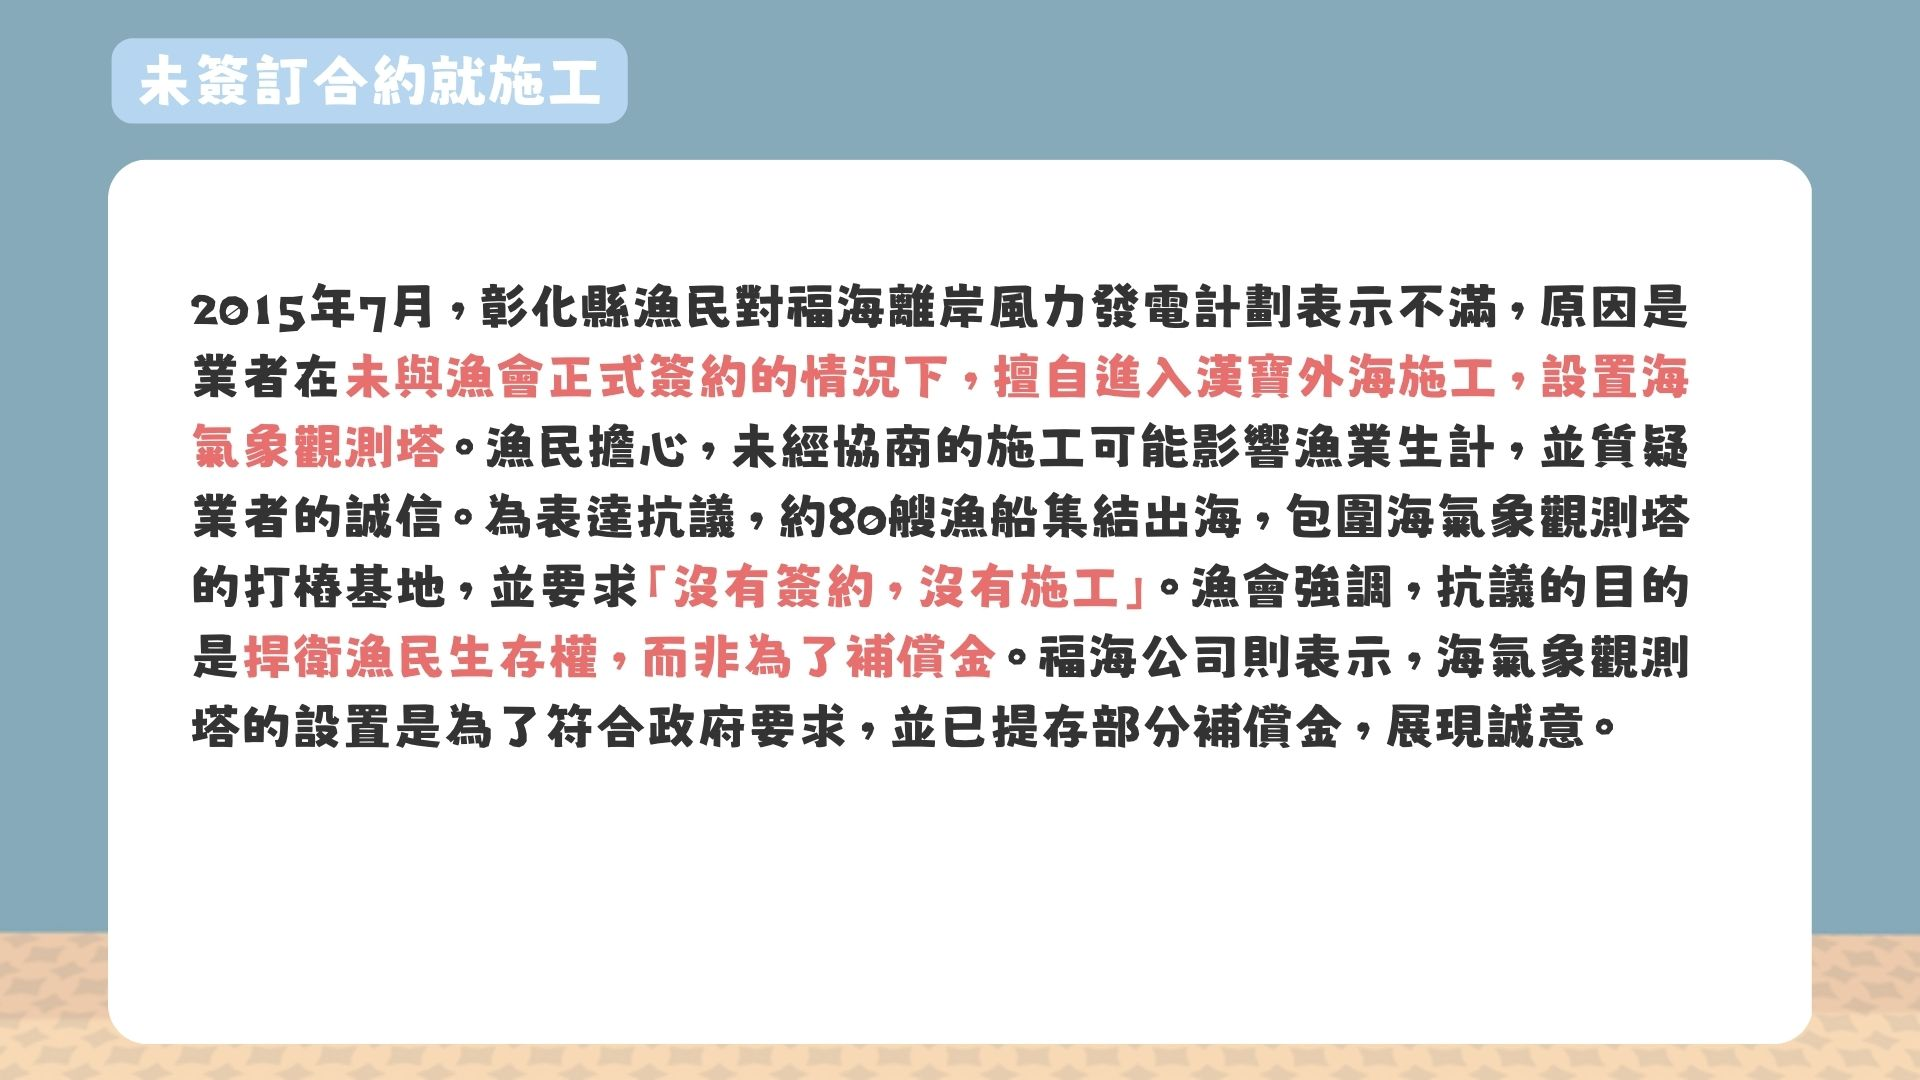 未簽訂合約就施工
2015年7月，彰化縣漁民對福海離岸風力發電計劃表示不滿，原因是
業者在未與漁會正式簽約的情況下，擅自進入漢寶外海施工，設置海
氣象觀測塔。漁民擔心，未經協商的施工可能影響漁業生計，並質疑
業者的誠信。為表達抗議，約80艘漁船集結出海，包圍海氣象觀測塔
的打樁基地，並要求「沒有簽約，沒有施工」。漁會強調，抗議的目的
是捍衛漁民生存權，而非為了補償金。福海公司則表示，海氣象觀測
塔的設置是為了符合政府要求，並已提存部分補償金，展現誠意。